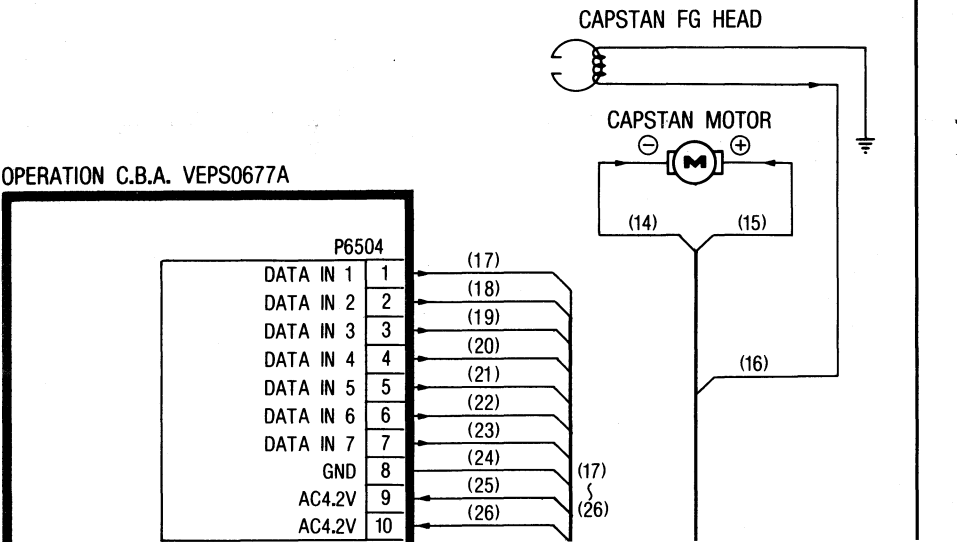 CAPSTAN FG HEAD
CAPSTAN MOTOR
⊖ M ⊕
OPERATION C.B.A. VEPS0677A
(14) (15)
P6504
DATA IN 1 1 (17)
DATA IN 2 2 (18)
DATA IN 3 3 (19)
DATA IN 4 4 (20)
(16)
DATA IN 5 5 (21)
DATA IN 6 6 (22)
DATA IN 7 7 (23)
GND 8 (24)
AC4.2V 9 (25)
AC4.2V 10 (26)
(17)
⟆
(26)